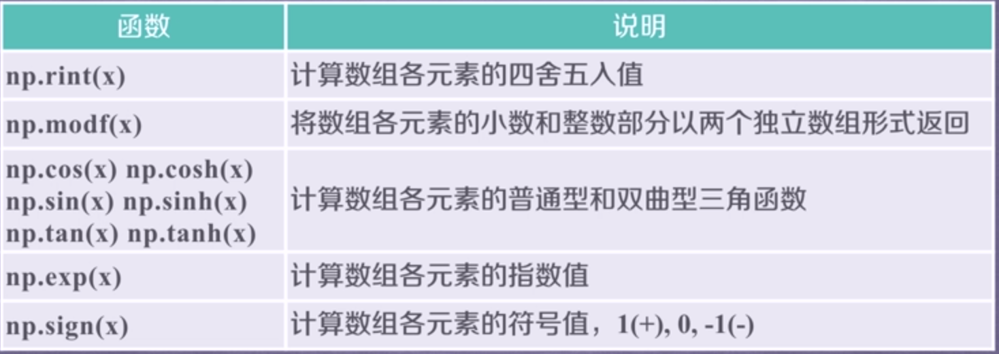 函数 说明
np.rint(x) 计算数组各元素的四舍五入值
np.modf(x) 将数组各元素的小数和整数部分以两个独立数组形式返回
np.cos(x) np.cosh(x)
np.sin(x) np.sinh(x) 计算数组各元素的普通型和双曲型三角函数
np.tan(x) np.tanh(x)
np.exp(x) 计算数组各元素的指数值
np.sign(x) 计算数组各元素的符号值，1(+), 0, -1(-)